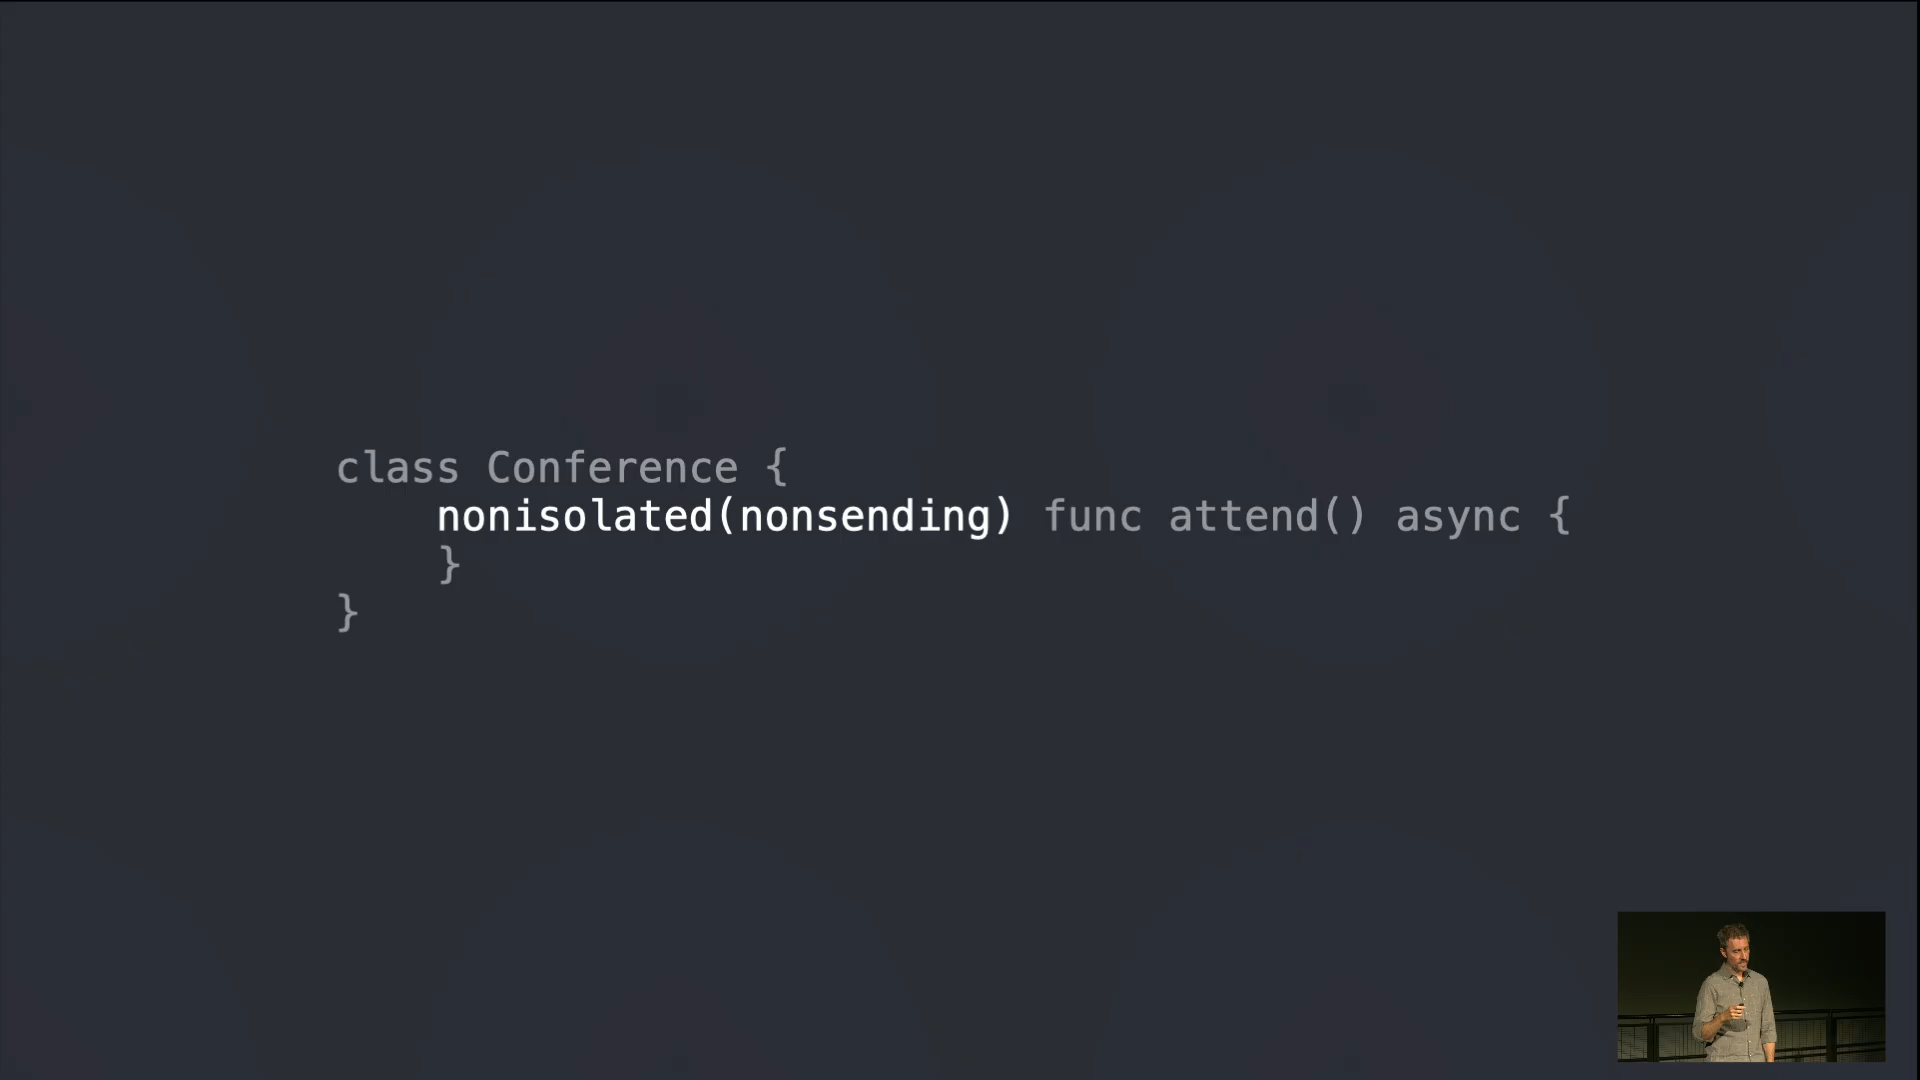 class Conference {
    nonisolated(nonsending) func attend() async {
    }
}